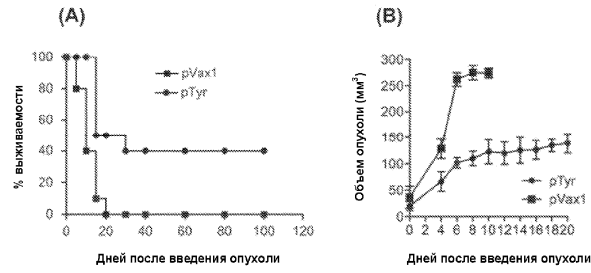 (A)
% выживаемости
100
80
60
40
20
0
pVax1
pTyr
0 20 40 60 80 100 120
Дней после введения опухоли
(B)
Объем опухоли (мм³)
300
250
200
150
100
50
0
pTyr
pVax1
0 2 4 6 8 10 12 14 16 18 20
Дней после введения опухоли